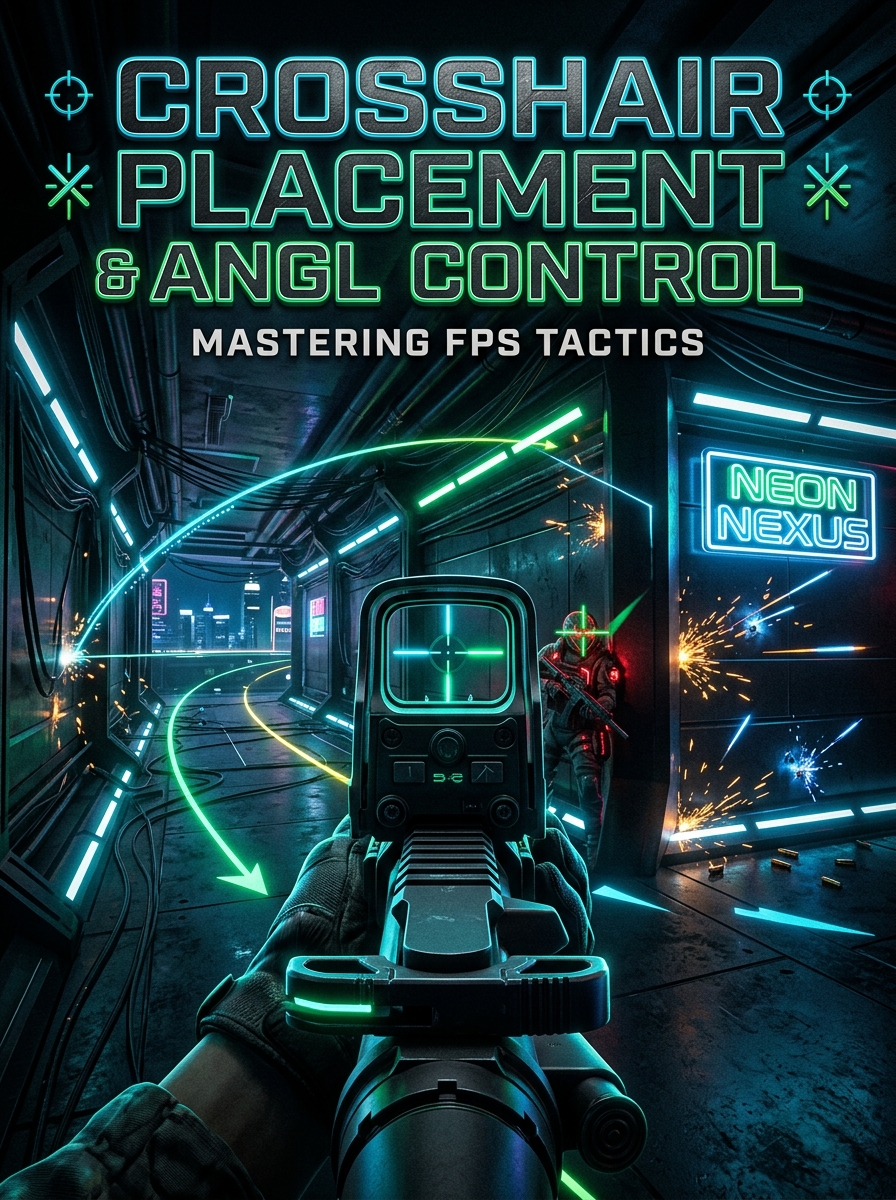 CROSSHAIR
PLACEMENT
& ANGL CONTROL
MASTERING FPS TACTICS
NEON
NEXUS